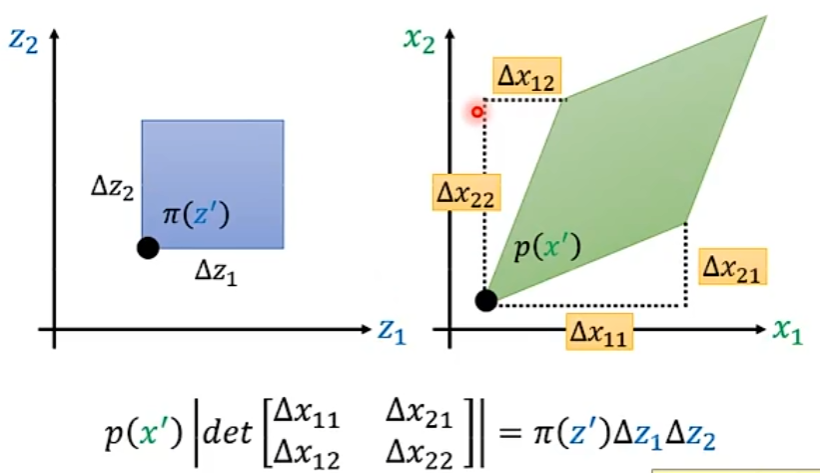 z₂
Δz₂
π(z′)
Δz₁
z₁
x₂
Δx₁₂
Δx₂₂
p(x′)
Δx₂₁
Δx₁₁
x₁
p(x′) |det [Δx₁₁ Δx₂₁
Δx₁₂ Δx₂₂]| = π(z′)Δz₁Δz₂